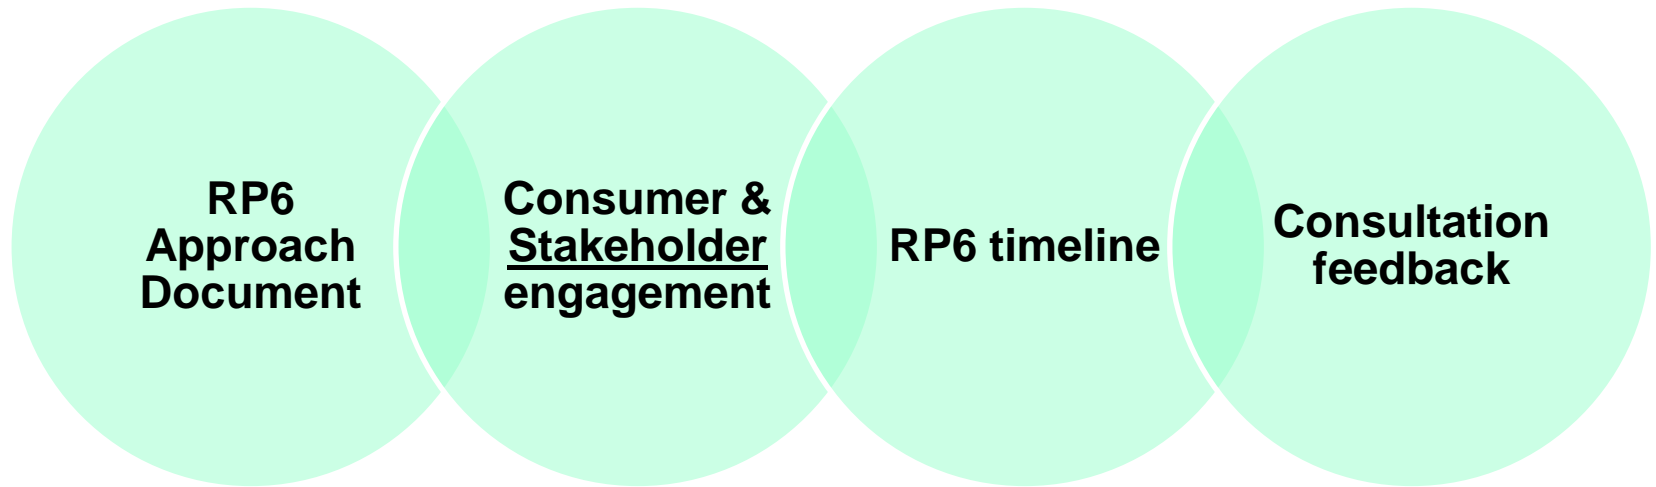 RP6
Approach
Document
Consumer &
Stakeholder
engagement
RP6 timeline
Consultation
feedback